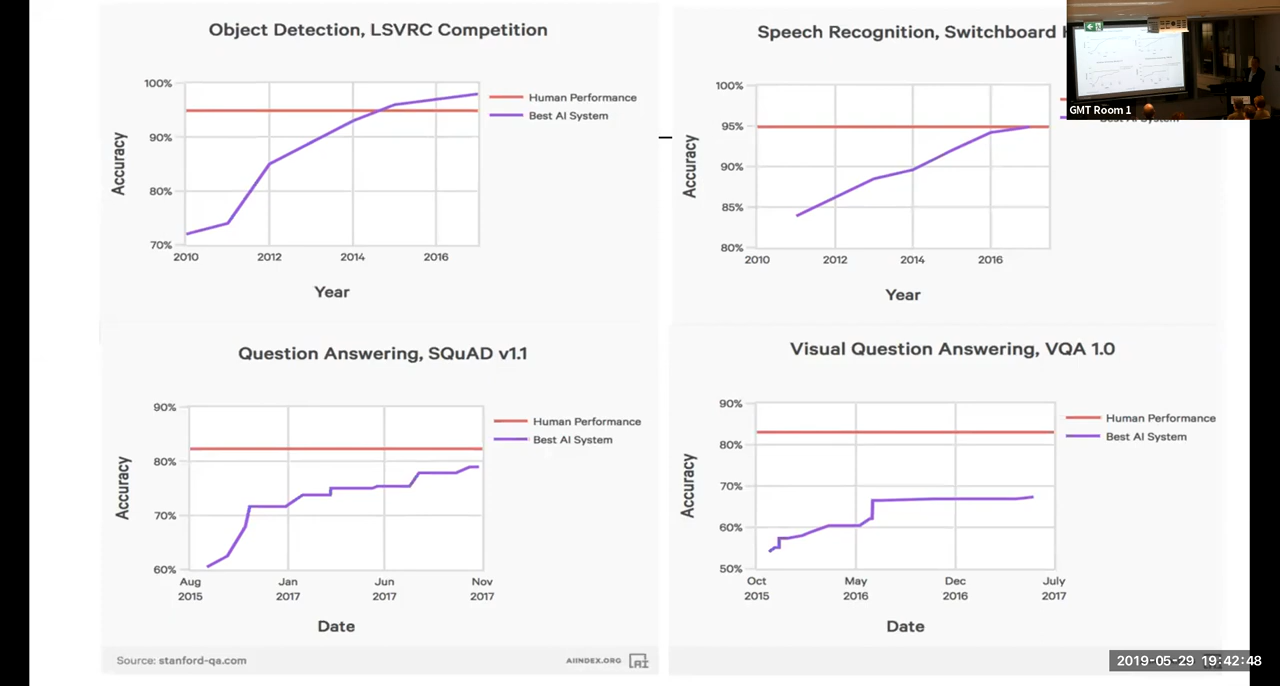 Object Detection, LSVRC Competition
100%
90%
80%
70%
Accuracy
2010
2012
2014
2016
Year
Human Performance
Best AI System
Speech Recognition, Switchboard
100%
95%
90%
85%
80%
Accuracy
2010
2012
2014
2016
Year
Best AI System
GMT Room 1
Question Answering, SQuAD v1.1
90%
80%
70%
60%
Accuracy
Aug
2015
Jan
2017
Jun
2017
Nov
2017
Date
Human Performance
Best AI System
Source: stanford-qa.com
AIINDEX.ORG
AI
Visual Question Answering, VQA 1.0
90%
80%
70%
60%
50%
Accuracy
Oct
2015
May
2016
Dec
2016
July
2017
Date
Human Performance
Best AI System
2019-05-29 19:42:48